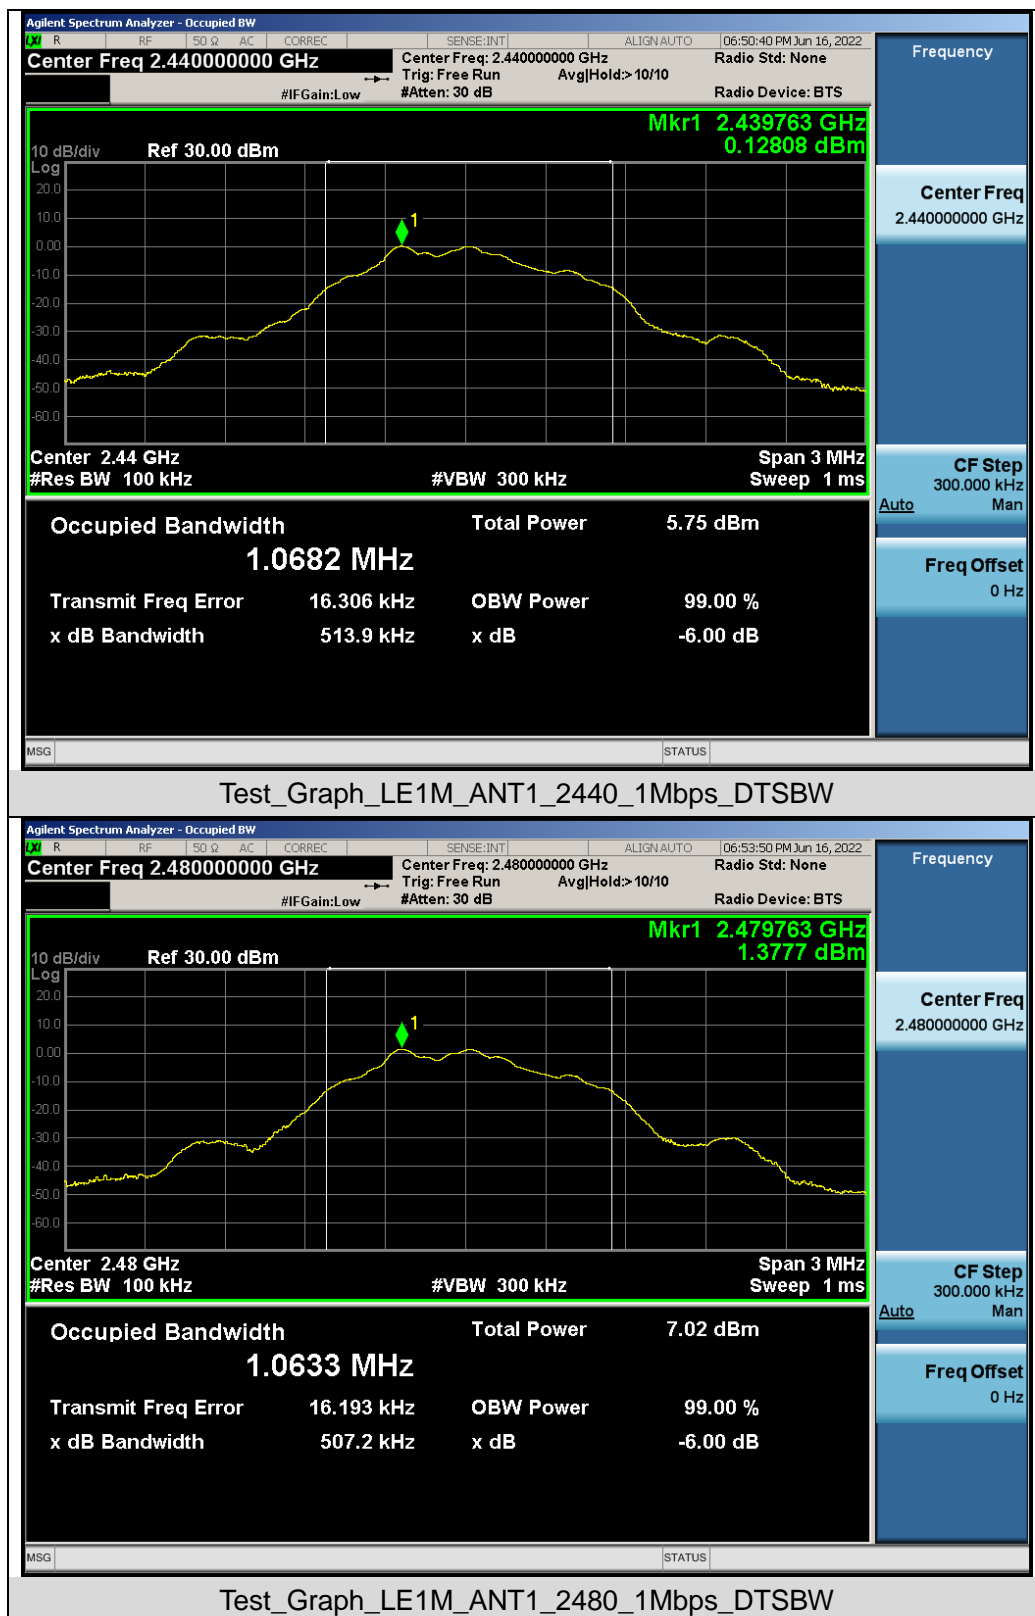 Agilent Spectrum Analyzer - Occupied BW
LXI R RF 50 Ω AC CORREC SENSE:INT ALIGN AUTO 06:50:40 PM Jun 16, 2022
Center Freq 2.440000000 GHz
Center Freq: 2.440000000 GHz
Radio Std: None
Trig: Free Run Avg|Hold:>10/10
#IFGain:Low #Atten: 30 dB Radio Device: BTS
Frequency
Mkr1 2.439763 GHz
0.12808 dBm
10 dB/div Ref 30.00 dBm
Log
20.0
10.0
0.00
-10.0
-20.0
-30.0
-40.0
-50.0
-60.0
1
Center 2.44 GHz Span 3 MHz
#Res BW 100 kHz #VBW 300 kHz Sweep 1 ms
Center Freq
2.440000000 GHz
CF Step
300.000 kHz
Auto Man
Freq Offset
0 Hz
Occupied Bandwidth Total Power 5.75 dBm
1.0682 MHz
Transmit Freq Error 16.306 kHz OBW Power 99.00 %
x dB Bandwidth 513.9 kHz x dB -6.00 dB
MSG STATUS
Test_Graph_LE1M_ANT1_2440_1Mbps_DTSBW
Agilent Spectrum Analyzer - Occupied BW
LXI R RF 50 Ω AC CORREC SENSE:INT ALIGN AUTO 06:53:50 PM Jun 16, 2022
Center Freq 2.480000000 GHz
Center Freq: 2.480000000 GHz
Radio Std: None
Trig: Free Run Avg|Hold:>10/10
#IFGain:Low #Atten: 30 dB Radio Device: BTS
Frequency
Mkr1 2.479763 GHz
1.3777 dBm
10 dB/div Ref 30.00 dBm
Log
20.0
10.0
0.00
-10.0
-20.0
-30.0
-40.0
-50.0
-60.0
1
Center 2.48 GHz Span 3 MHz
#Res BW 100 kHz #VBW 300 kHz Sweep 1 ms
Center Freq
2.480000000 GHz
CF Step
300.000 kHz
Auto Man
Freq Offset
0 Hz
Occupied Bandwidth Total Power 7.02 dBm
1.0633 MHz
Transmit Freq Error 16.193 kHz OBW Power 99.00 %
x dB Bandwidth 507.2 kHz x dB -6.00 dB
MSG STATUS
Test_Graph_LE1M_ANT1_2480_1Mbps_DTSBW